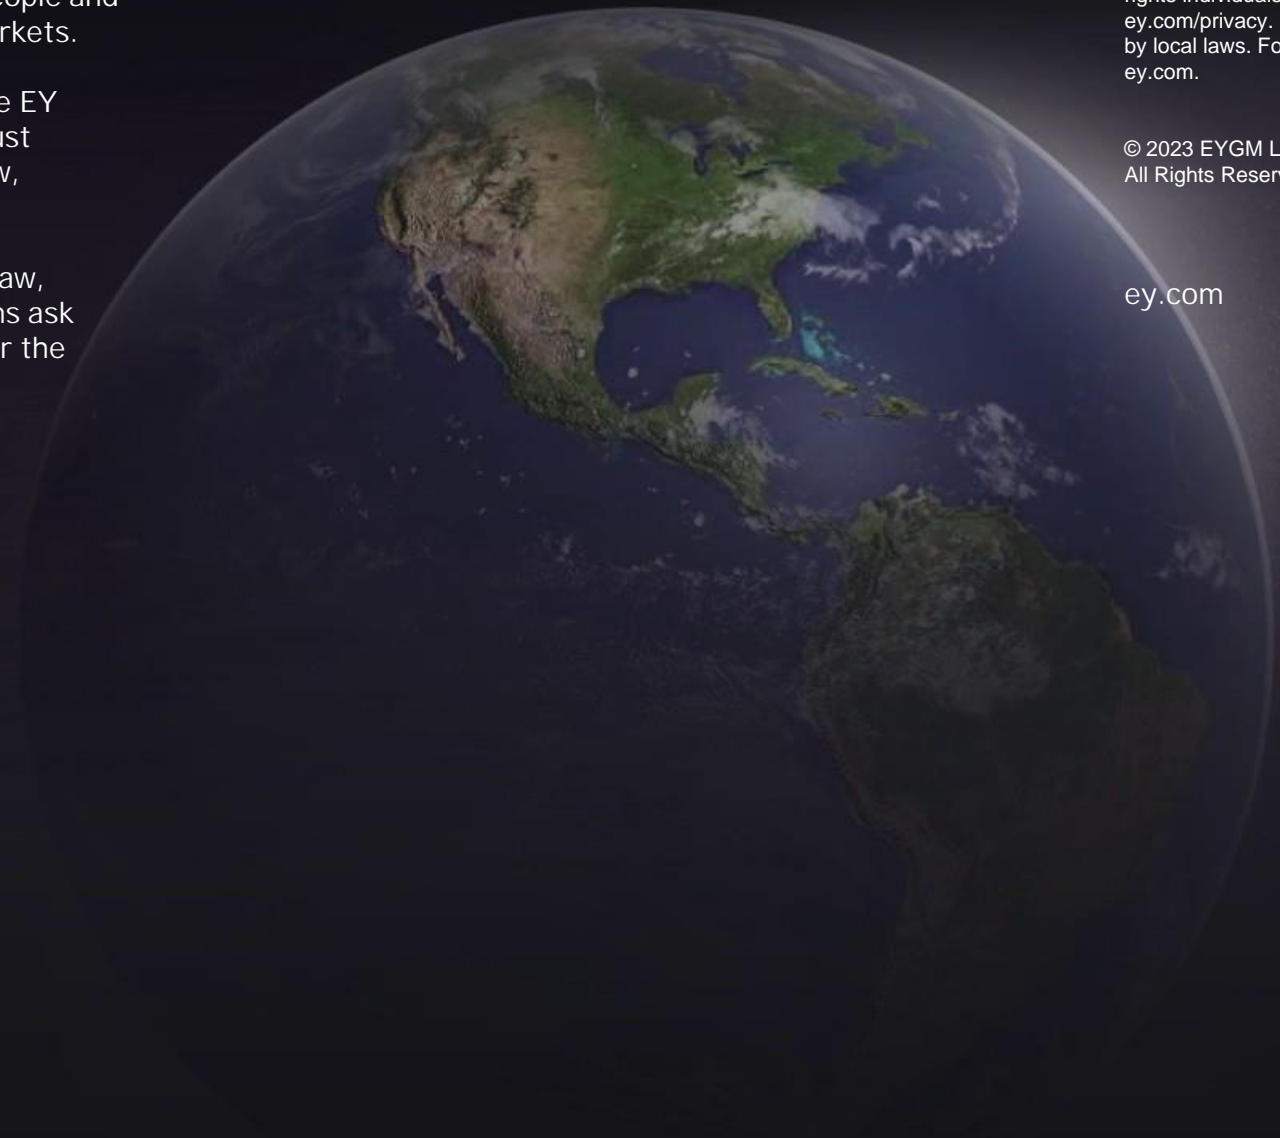 rkets.
e EY
ust
w,
aw,
ns ask
r the
ey.com/privacy.
by local laws. Fo
ey.com.
© 2023 EYGM L
All Rights Reserv
ey.com